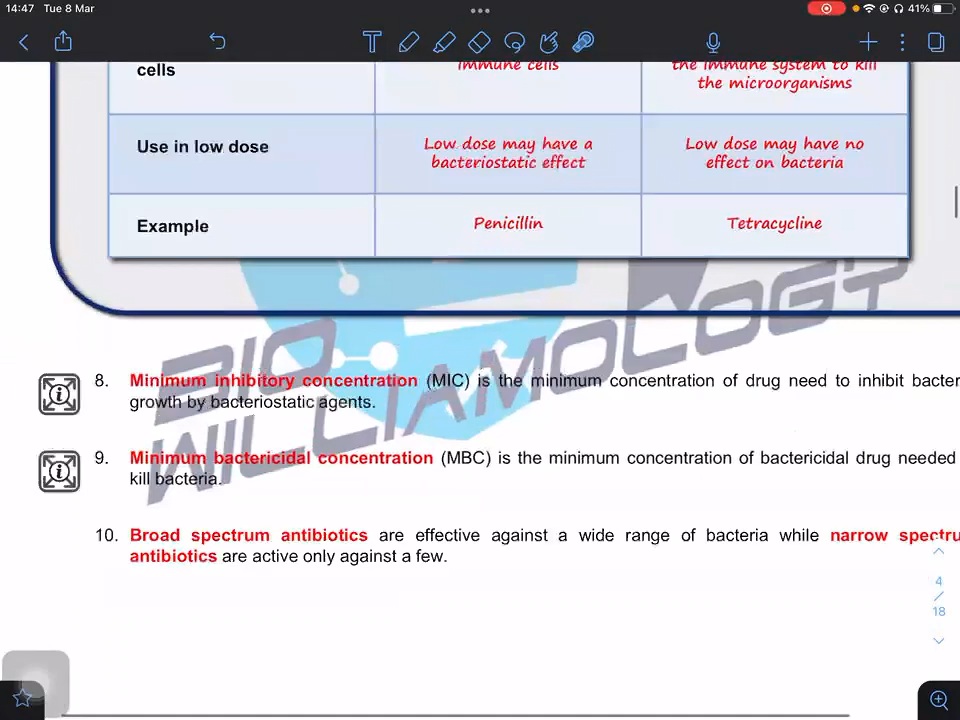 14:47 Tue 8 Mar
41%
cells
immune cells
the immune system to kill
the microorganisms
Use in low dose
Low dose may have a
bacteriostatic effect
Low dose may have no
effect on bacteria
Example
Penicillin
Tetracycline
BIO
WILLIAMOLOGY
8. Minimum inhibitory concentration (MIC) is the minimum concentration of drug need to inhibit bacter
growth by bacteriostatic agents.
9. Minimum bactericidal concentration (MBC) is the minimum concentration of bactericidal drug needed
kill bacteria.
10. Broad spectrum antibiotics are effective against a wide range of bacteria while narrow spectru
antibiotics are active only against a few.
4
/
18